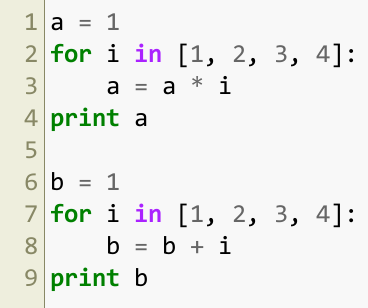 1 a = 1
2 for i in [1, 2, 3, 4]:
3     a = a * i
4 print a
5
6 b = 1
7 for i in [1, 2, 3, 4]:
8     b = b + i
9 print b